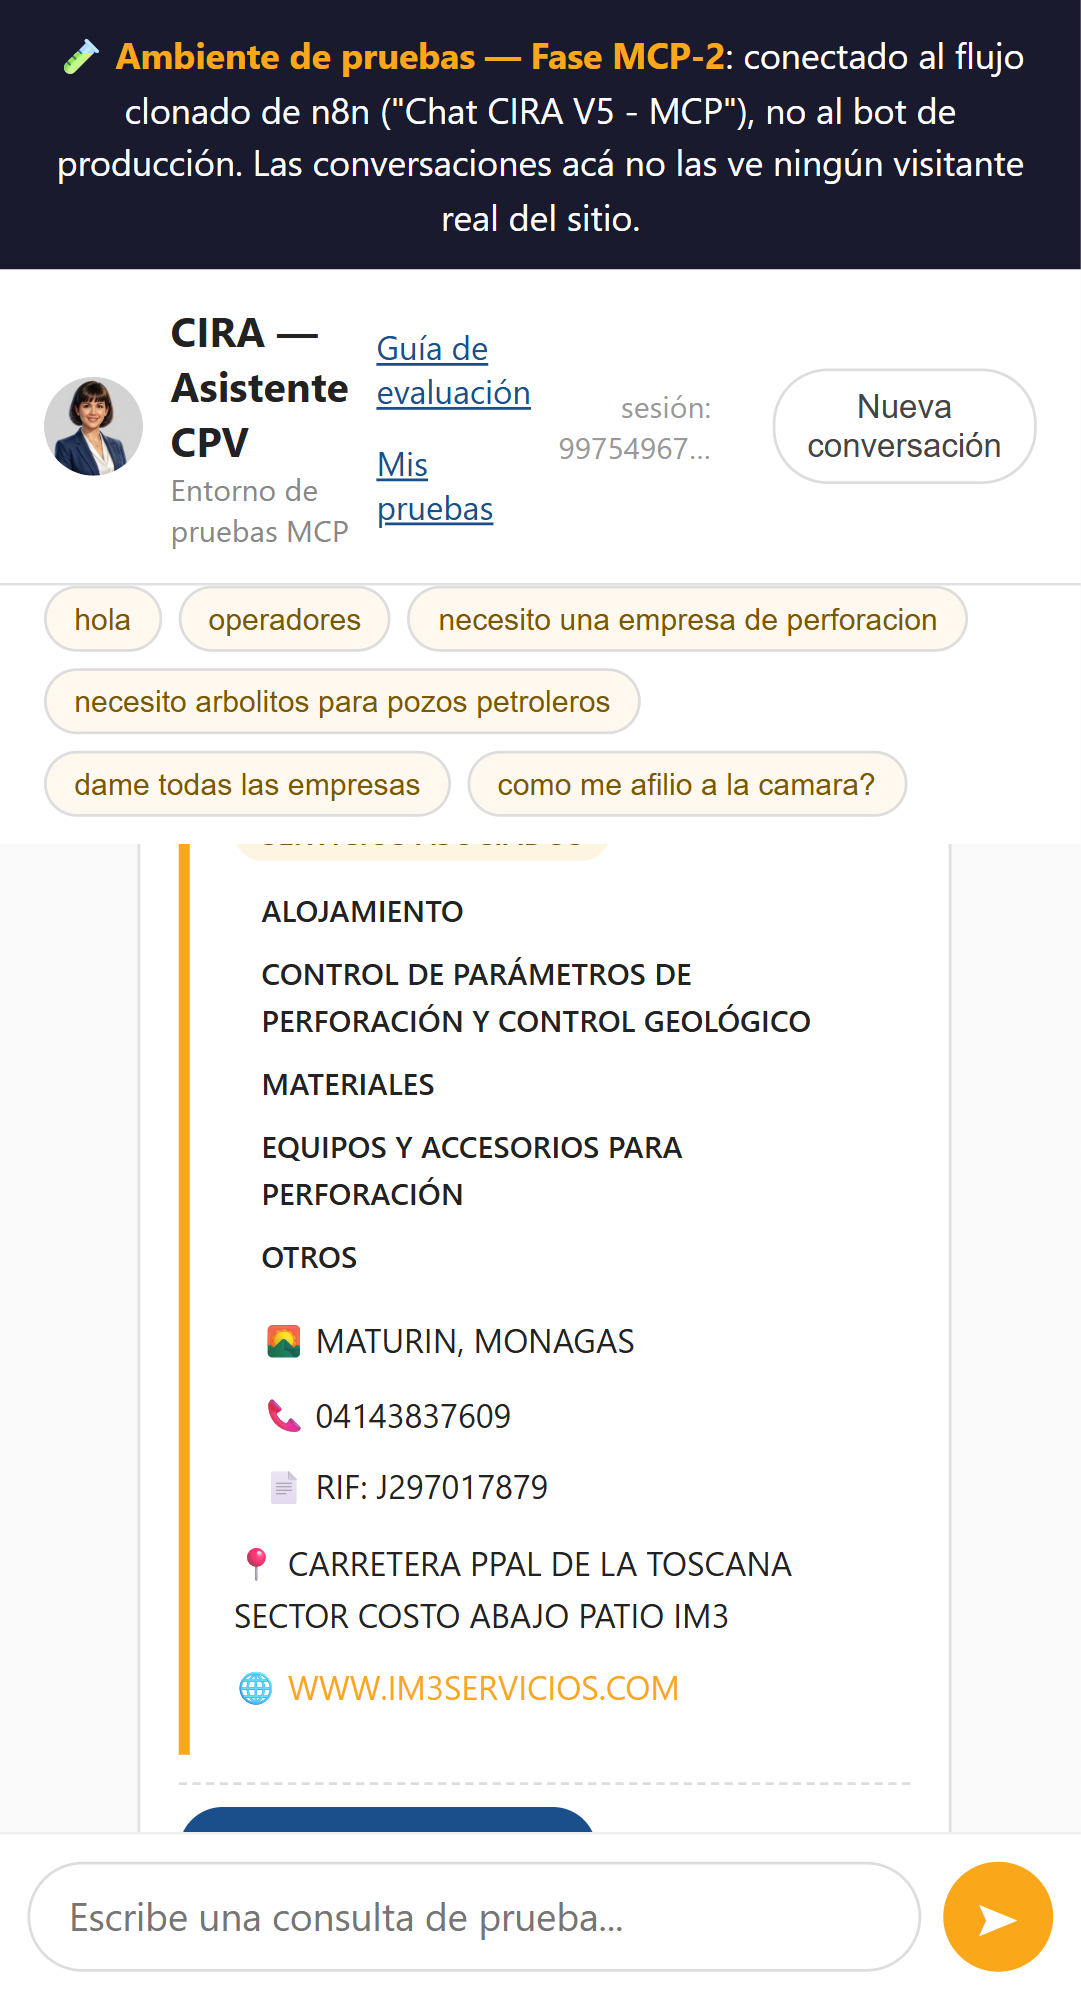 Ambiente de pruebas — Fase MCP-2: conectado al flujo
clonado de n8n ("Chat CIRA V5 - MCP"), no al bot de
producción. Las conversaciones acá no las ve ningún visitante
real del sitio.
CIRA —
Asistente
CPV
Entorno de
pruebas MCP
Guía de
evaluación
Mis
pruebas
sesión:
99754967...
Nueva
conversación
hola
operadores
necesito una empresa de perforacion
necesito arbolitos para pozos petroleros
dame todas las empresas
como me afilio a la camara?
ALOJAMIENTO
CONTROL DE PARÁMETROS DE
PERFORACIÓN Y CONTROL GEOLÓGICO
MATERIALES
EQUIPOS Y ACCESORIOS PARA
PERFORACIÓN
OTROS
MATURIN, MONAGAS
04143837609
RIF: J297017879
CARRETERA PPAL DE LA TOSCANA
SECTOR COSTO ABAJO PATIO IM3
WWW.IM3SERVICIOS.COM
Escribe una consulta de prueba...